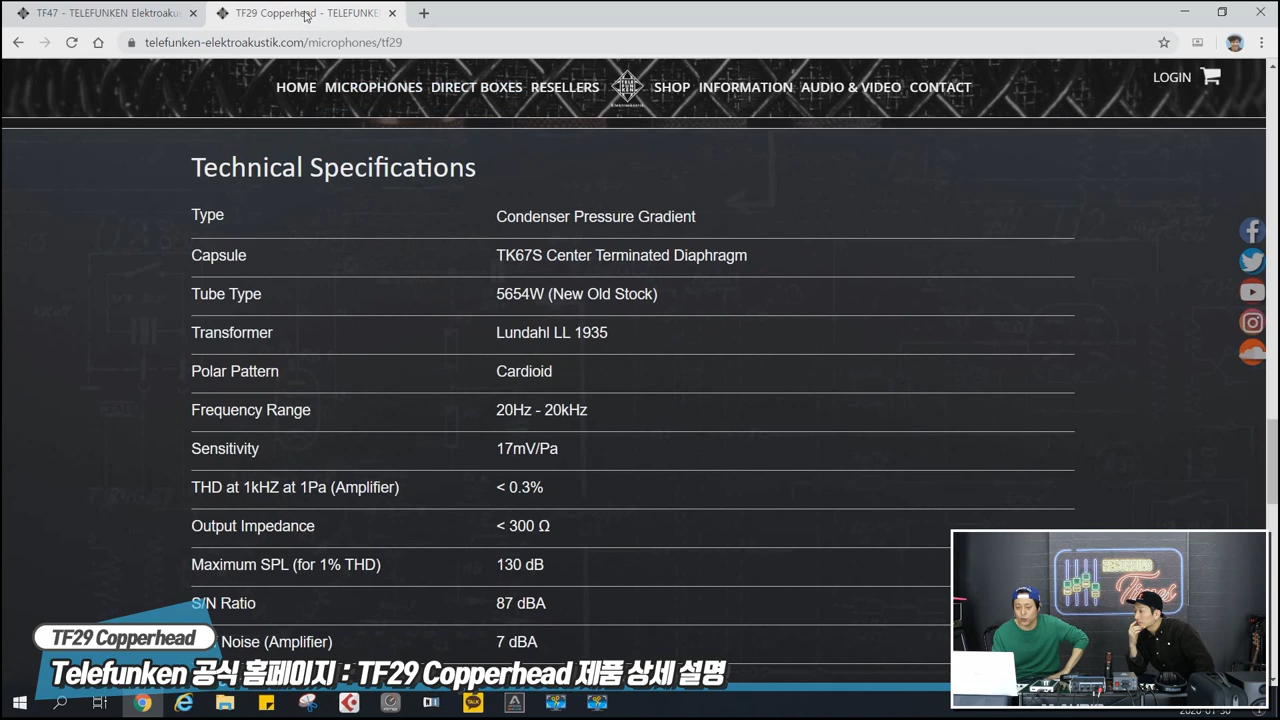 TF47 - TELEFUNKEN Elektroakus
TF29 Copperhead - TELEFUNKEN
telefunken-elektroakustik.com/microphones/tf29
HOME MICROPHONES DIRECT BOXES RESELLERS SHOP INFORMATION AUDIO & VIDEO CONTACT
LOGIN
Technical Specifications
Type Condenser Pressure Gradient
Capsule TK67S Center Terminated Diaphragm
Tube Type 5654W (New Old Stock)
Transformer Lundahl LL 1935
Polar Pattern Cardioid
Frequency Range 20Hz - 20kHz
Sensitivity 17mV/Pa
THD at 1kHZ at 1Pa (Amplifier) < 0.3%
Output Impedance < 300 Ω
Maximum SPL (for 1% THD) 130 dB
S/N Ratio 87 dBA
Noise (Amplifier) 7 dBA
TF29 Copperhead
Telefunken 공식 홈페이지 : TF29 Copperhead 제품 상세 설명
RECORDING
Times
TALK